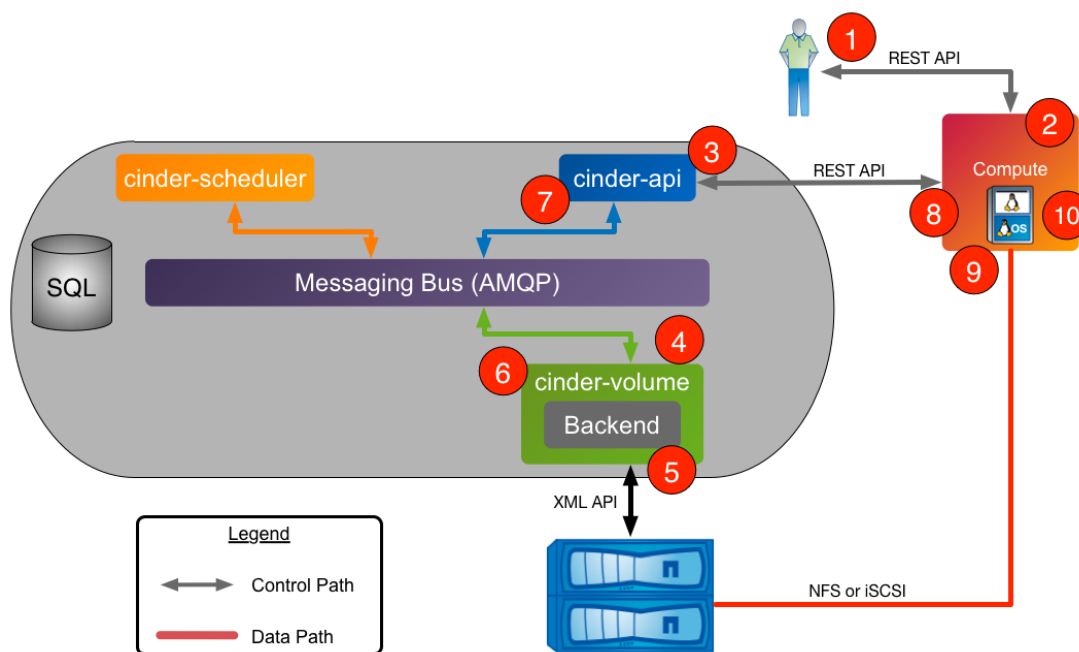 1
REST API
2
Compute
OS
10
8
9
3
REST API
cinder-scheduler
cinder-api
7
SQL
Messaging Bus (AMQP)
4
6
cinder-volume
Backend
5
XML API
NFS or iSCSI
Legend
Control Path
Data Path